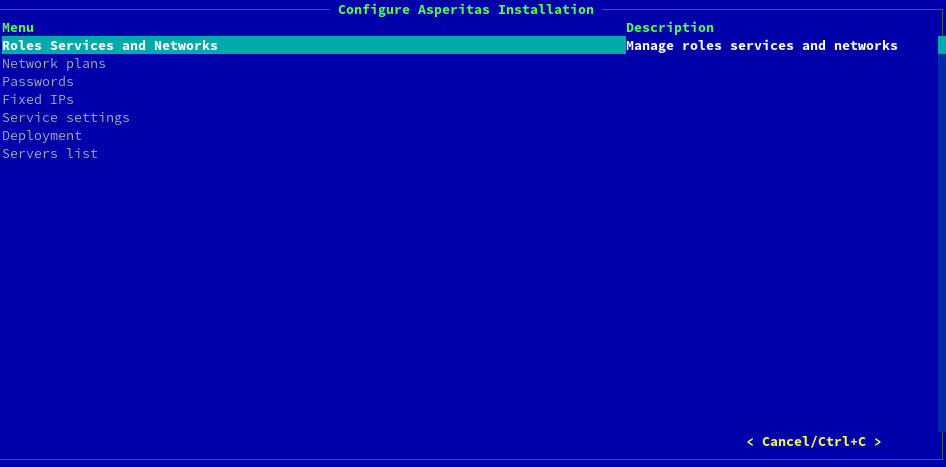 Configure Asperitas Installation
Menu Description
Roles Services and Networks Manage roles services and networks
Network plans
Passwords
Fixed IPs
Service settings
Deployment
Servers list
< Cancel/Ctrl+C >